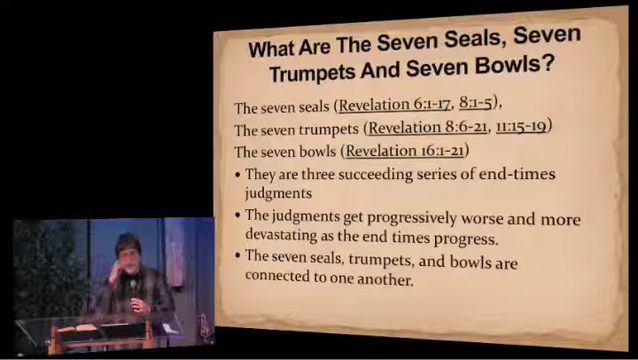 What Are The Seven Seals, Seven
Trumpets And Seven Bowls?
The seven seals (Revelation 6:1-17, 8:1-5),
The seven trumpets (Revelation 8:6-21, 11:15-19)
The seven bowls (Revelation 16:1-21)
• They are three succeeding series of end-times
judgments
• The judgments get progressively worse and more
devastating as the end times progress.
• The seven seals, trumpets, and bowls are
connected to one another.